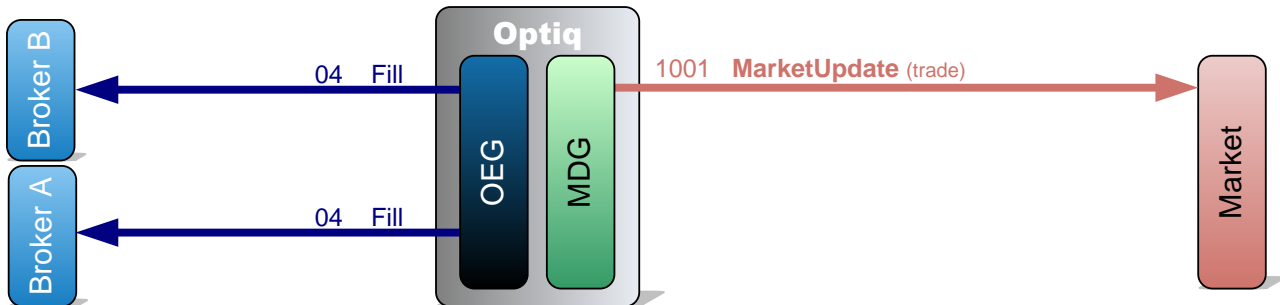 Optiq
Broker B
04 Fill
OEG
MDG
1001 MarketUpdate (trade)
Market
Broker A
04 Fill